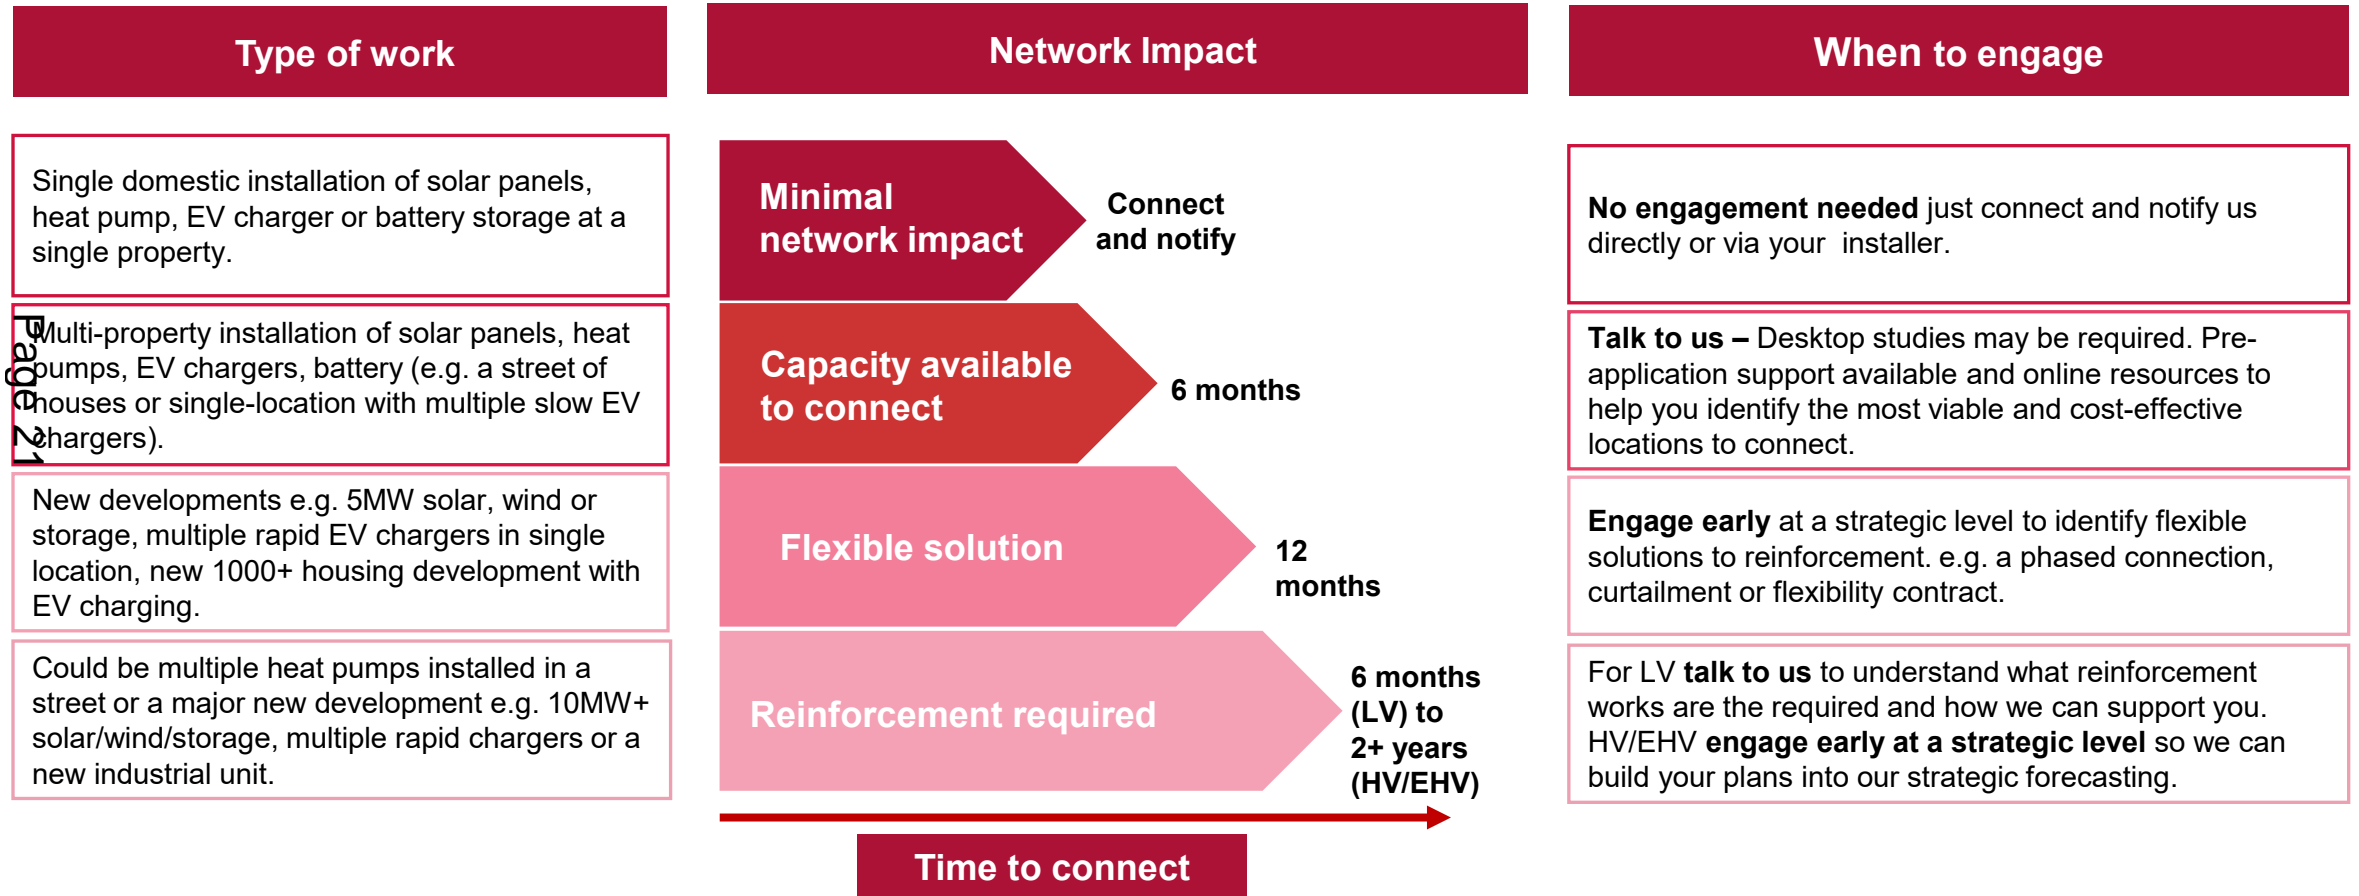 Type of work
Network Impact
When to engage
Single domestic installation of solar panels,
heat pump, EV charger or battery storage at a
single property.
Minimal
network impact
Connect
and notify
No engagement needed just connect and notify us
directly or via your  installer.
Page 21
Multi-property installation of solar panels, heat
pumps, EV chargers, battery (e.g. a street of
houses or single-location with multiple slow EV
chargers).
Capacity available
to connect
6 months
Talk to us – Desktop studies may be required. Pre-
application support available and online resources to
help you identify the most viable and cost-effective
locations to connect.
New developments e.g. 5MW solar, wind or
storage, multiple rapid EV chargers in single
location, new 1000+ housing development with
EV charging.
Flexible solution
12
months
Engage early at a strategic level to identify flexible
solutions to reinforcement. e.g. a phased connection,
curtailment or flexibility contract.
Could be multiple heat pumps installed in a
street or a major new development e.g. 10MW+
solar/wind/storage, multiple rapid chargers or a
new industrial unit.
Reinforcement required
6 months
(LV) to
2+ years
(HV/EHV)
For LV talk to us to understand what reinforcement
works are the required and how we can support you.
HV/EHV engage early at a strategic level so we can
build your plans into our strategic forecasting.
Time to connect